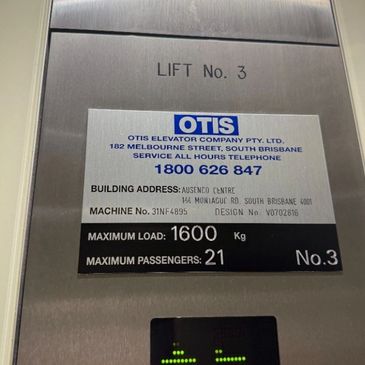 LIFT No. 3
OTIS
OTIS ELEVATOR COMPANY PTY. LTD.
182 MELBOURNE STREET, SOUTH BRISBANE
SERVICE ALL HOURS TELEPHONE
1800 626 847
BUILDING ADDRESS: AUSENCO CENTRE
144 MONTAGUE RD, SOUTH BRISBANE 4001
MACHINE No. 31NF4895 DESIGN No. V0702816
MAXIMUM LOAD: 1600 Kg
MAXIMUM PASSENGERS: 21 No.3